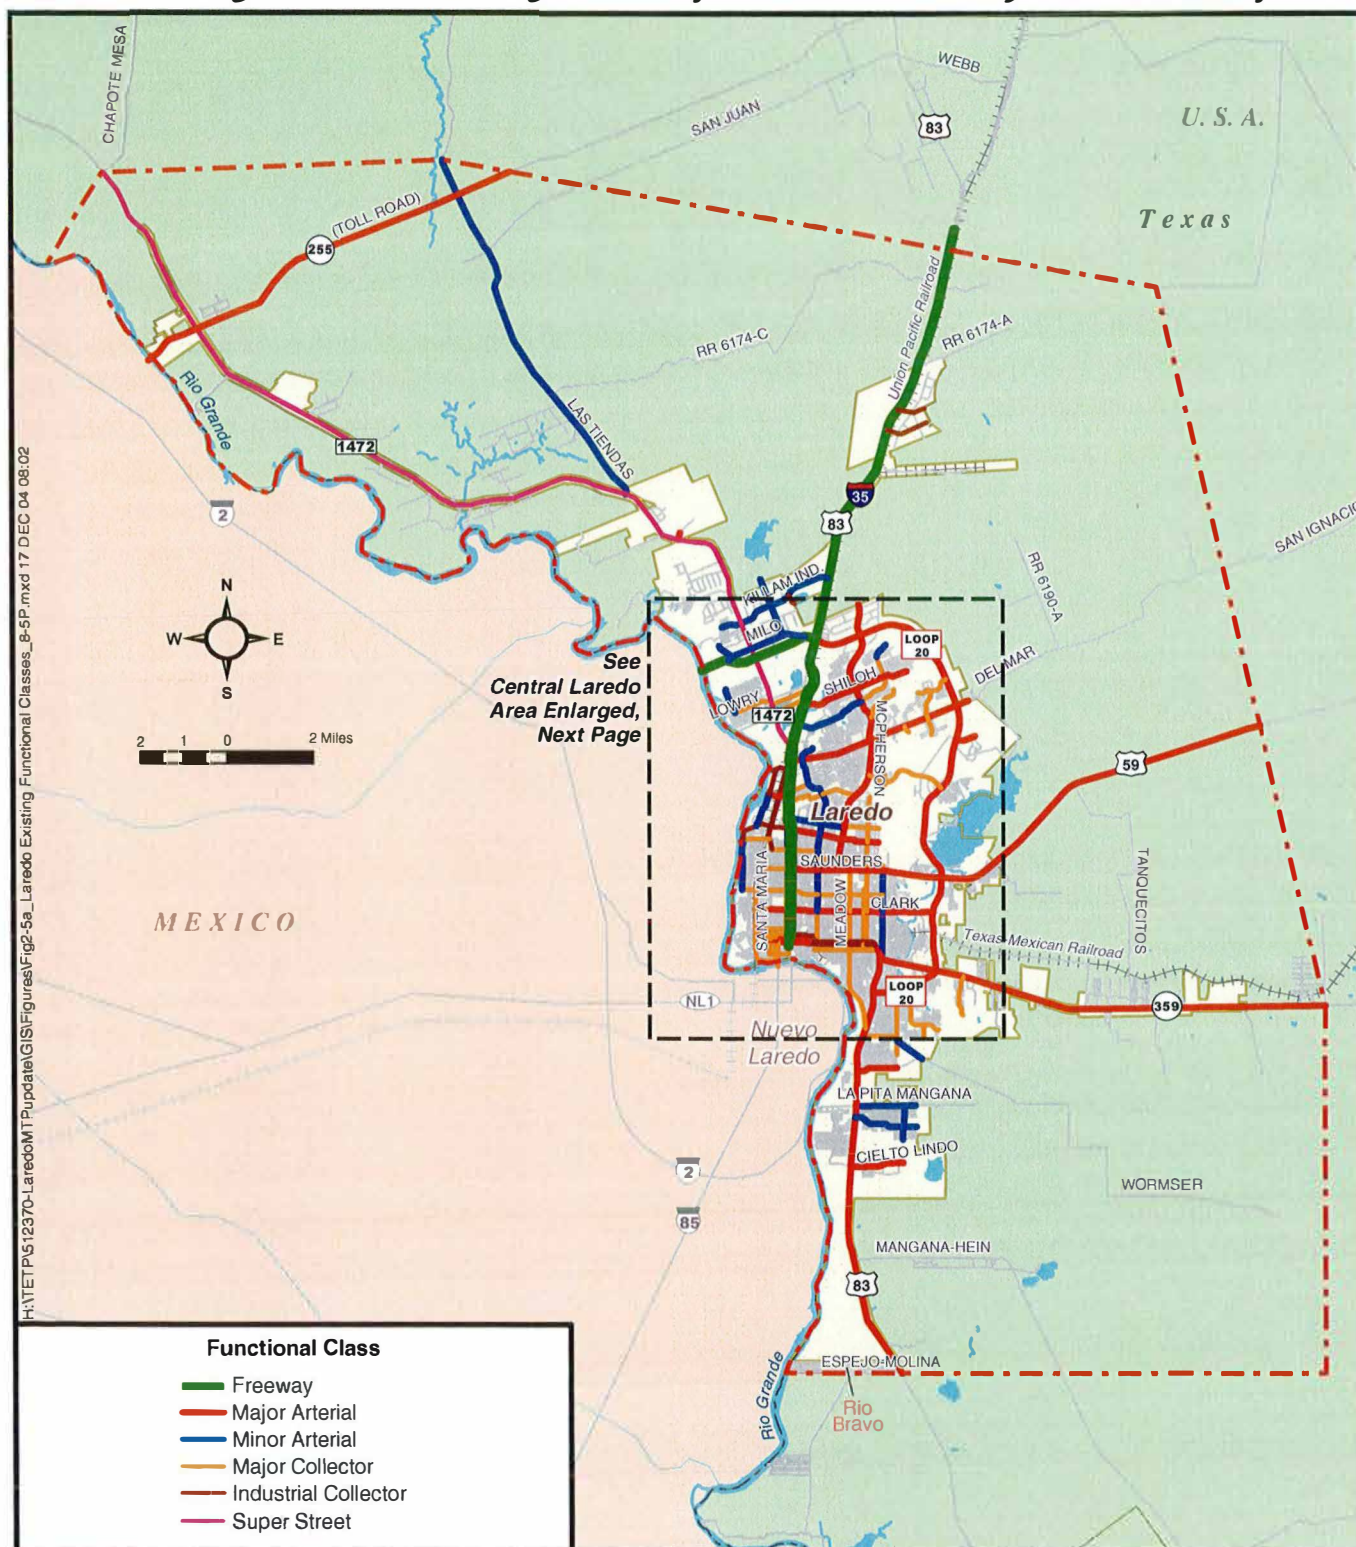 CHAPOTE MESA
WEBB
SAN JUAN
83
U. S. A.
Texas
(TOLL ROAD)
255
Union Pacific Railroad
RR 6174-A
RR 6174-C
Rio Grande
LAS TIENDAS
1472
35
83
2
SAN IGNACIO
RR 6190-A
KILLAM IND.
MILO
LOOP
20
DEL MAR
N
W
E
S
See
Central Laredo
Area Enlarged,
Next Page
SHILOH
LOWRY
1472
MCPHERSON
2 1 0 2 Miles
59
Laredo
SAUNDERS
TANQUECITOS
SANTA MARIA
MEADOW
CLARK
MEXICO
Texas-Mexican Railroad
NL1
LOOP
20
359
Nuevo
Laredo
LA PITA MANGANA
CIELTO LINDO
2
85
WORMSER
MANGANA-HEIN
83
ESPEJO-MOLINA
Rio
Bravo
Rio Grande
H:\TETP\512370-LaredoMTPupdate\GIS\Figures\Fig2-5a_Laredo Existing Functional Classes_8-5P.mxd 17 DEC 04 08:02
Functional Class
Freeway
Major Arterial
Minor Arterial
Major Collector
Industrial Collector
Super Street